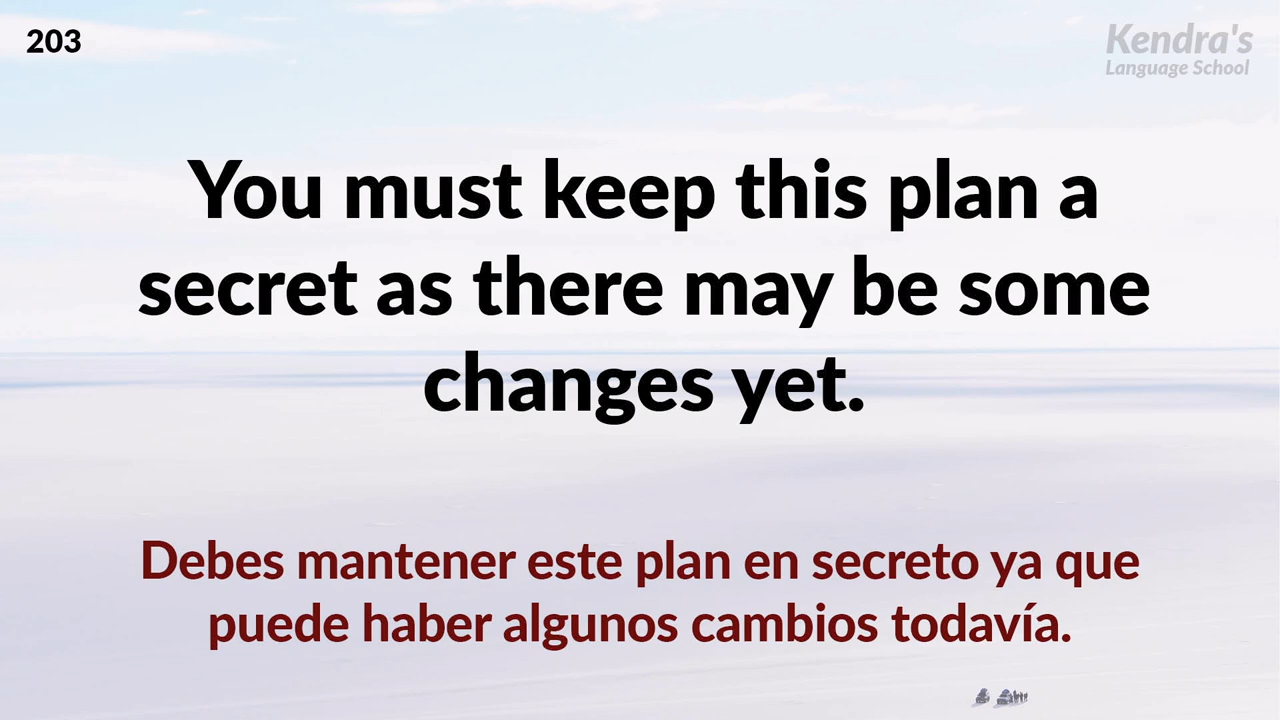 203
Kendra's
Language School
You must keep this plan a
secret as there may be some
changes yet.
Debes mantener este plan en secreto ya que
puede haber algunos cambios todavía.